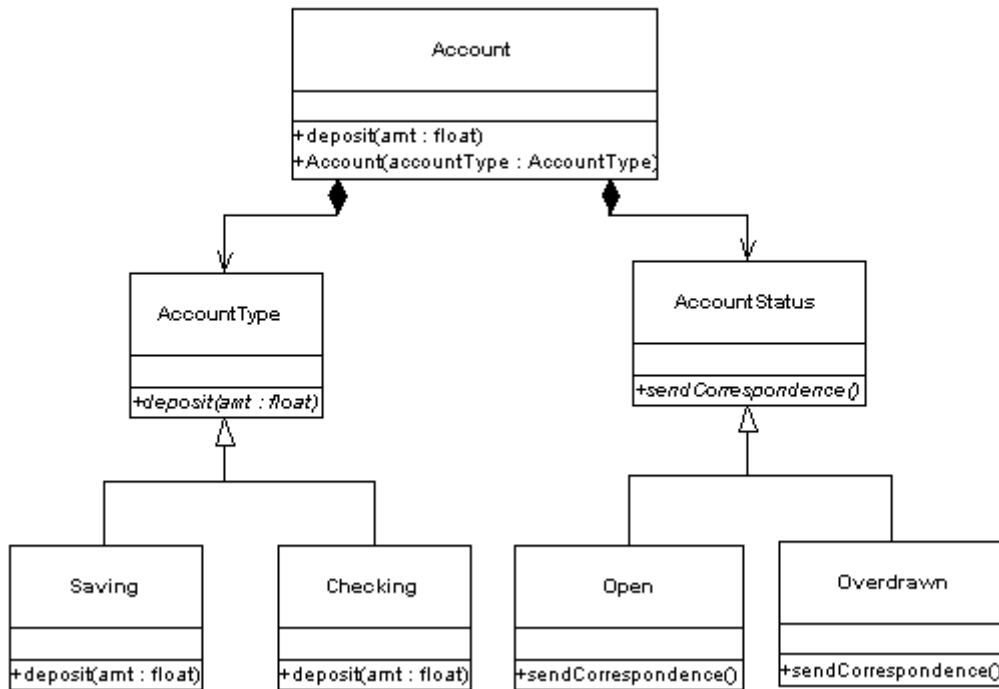 Account
+deposit(amt : float)
+Account(accountType : AccountType)
AccountType
+deposit(amt : float)
AccountStatus
+sendCorrespondence()
Saving
+deposit(amt : float)
Checking
+deposit(amt : float)
Open
+sendCorrespondence()
Overdrawn
+sendCorrespondence()